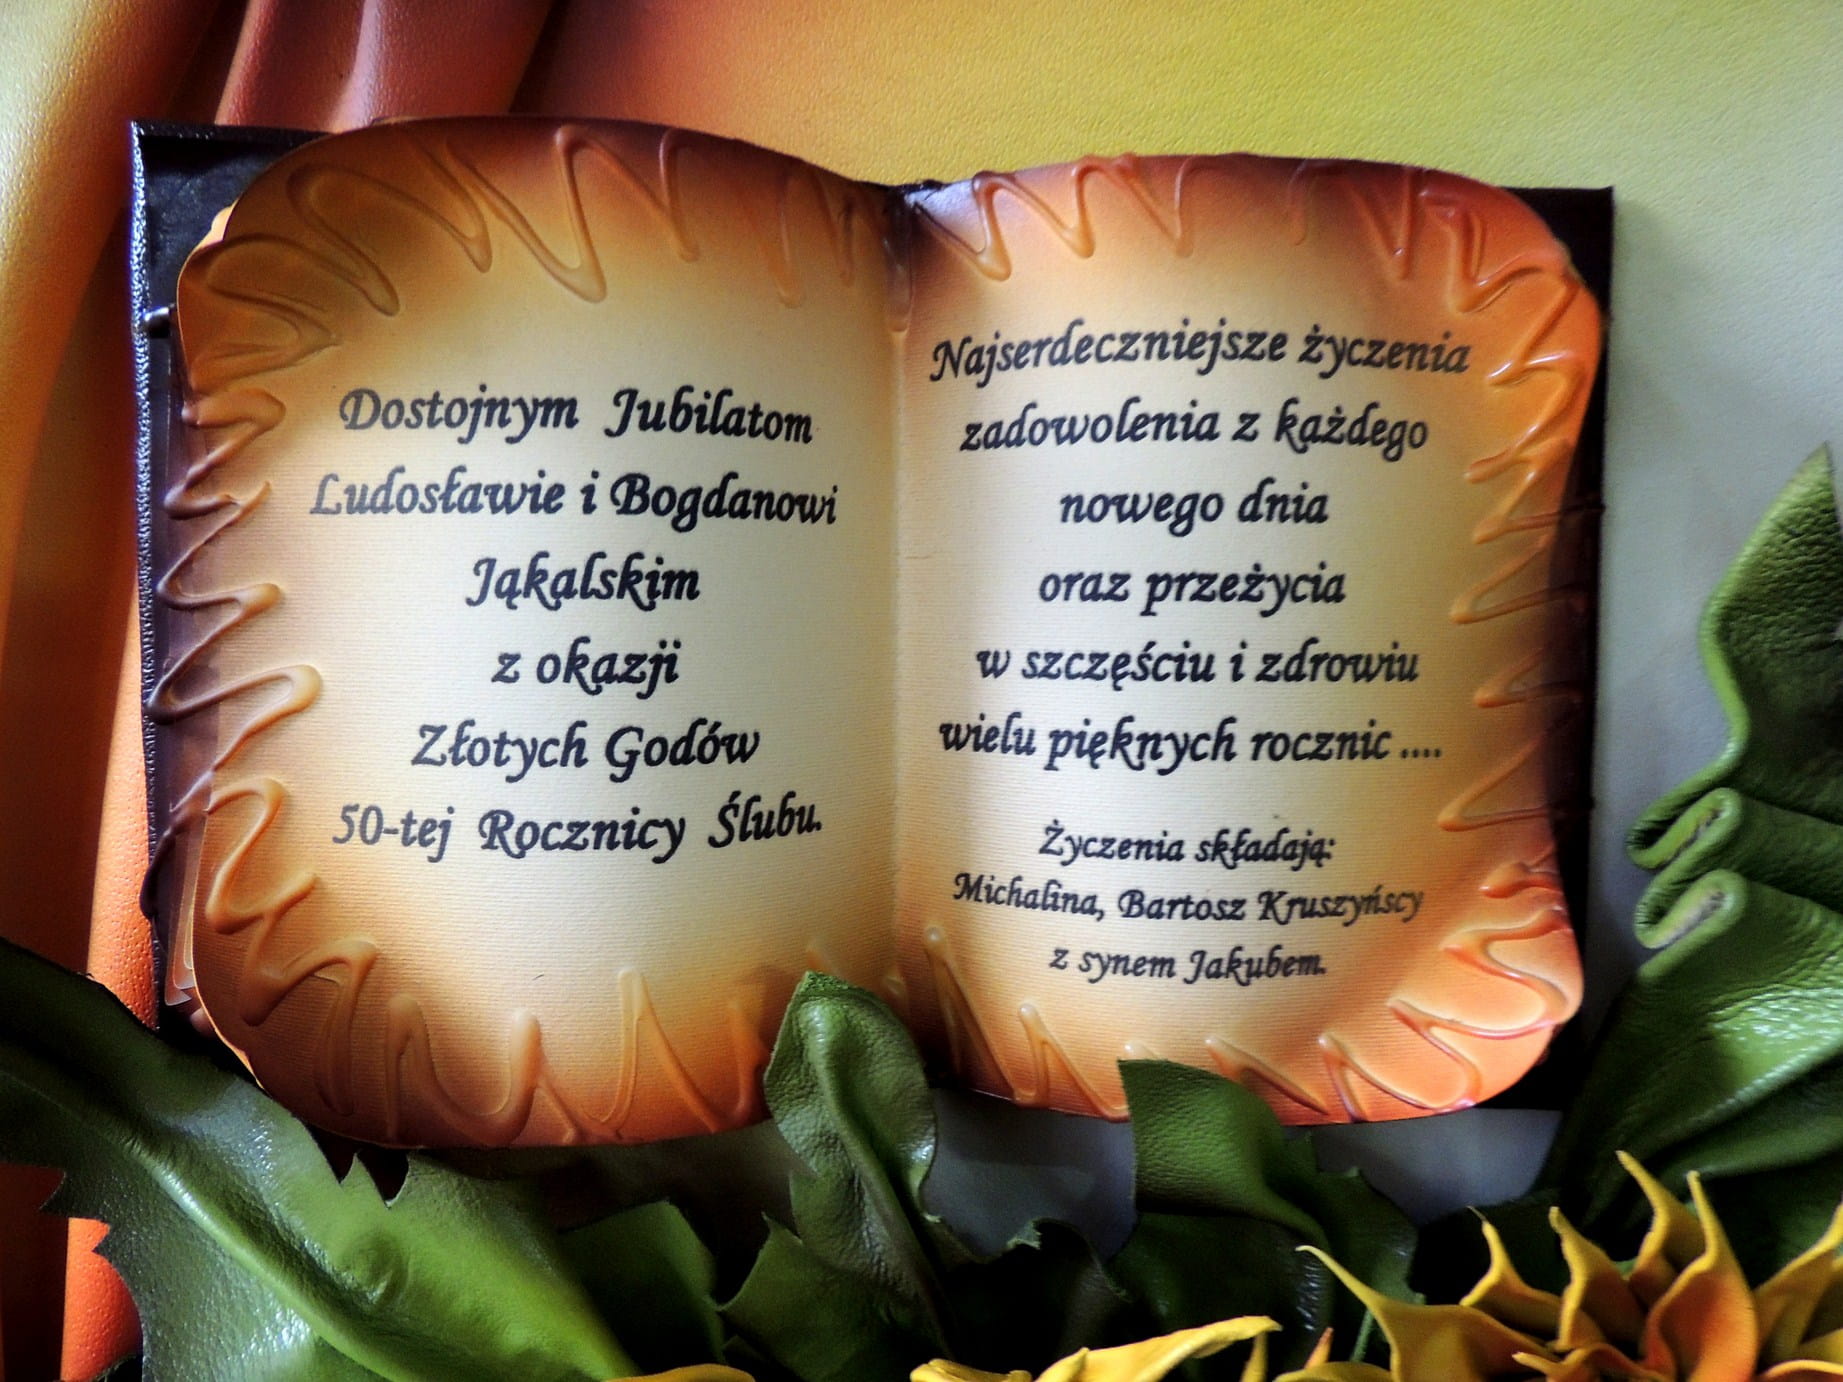 Dostojnym Jubilatom
Ludosławie i Bogdanowi
Jąkalskim
z okazji
Złotych Godów
50-tej Rocznicy Ślubu.
Najserdeczniejsze życzenia
zadowolenia z każdego
nowego dnia
oraz przeżycia
w szczęściu i zdrowiu
wielu pięknych rocznic ....
Życzenia składają:
Michalina, Bartosz Kruszyńscy
z synem Jakubem.